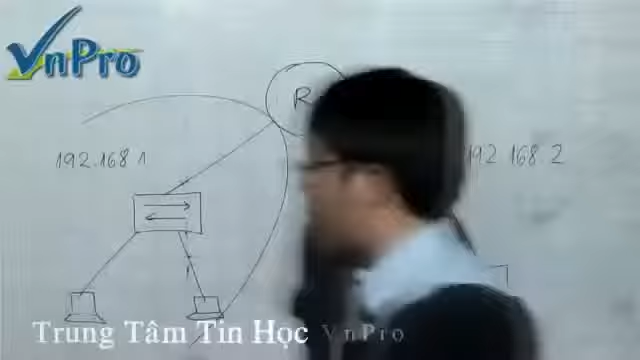 VnPro
R
192.168 1
192 168 2
Trung Tâm Tin Học VnPro